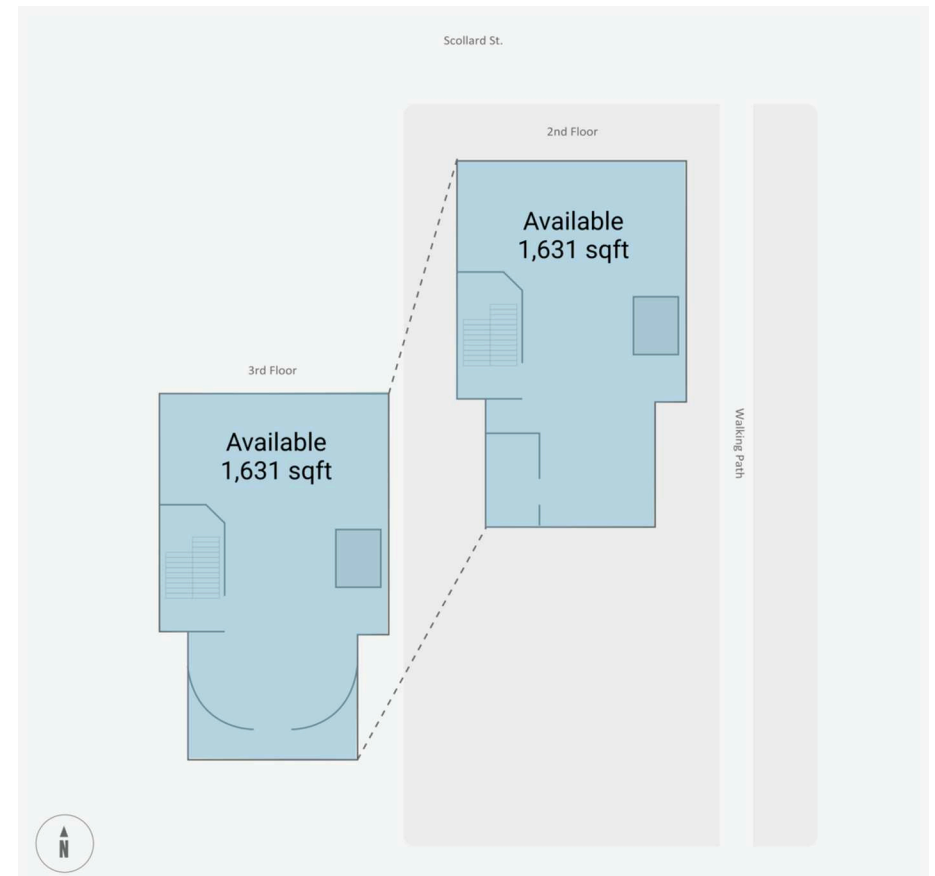 Scollard St.
2nd Floor
Available
1,631 sqft
3rd Floor
Available
1,631 sqft
Walking Path
N